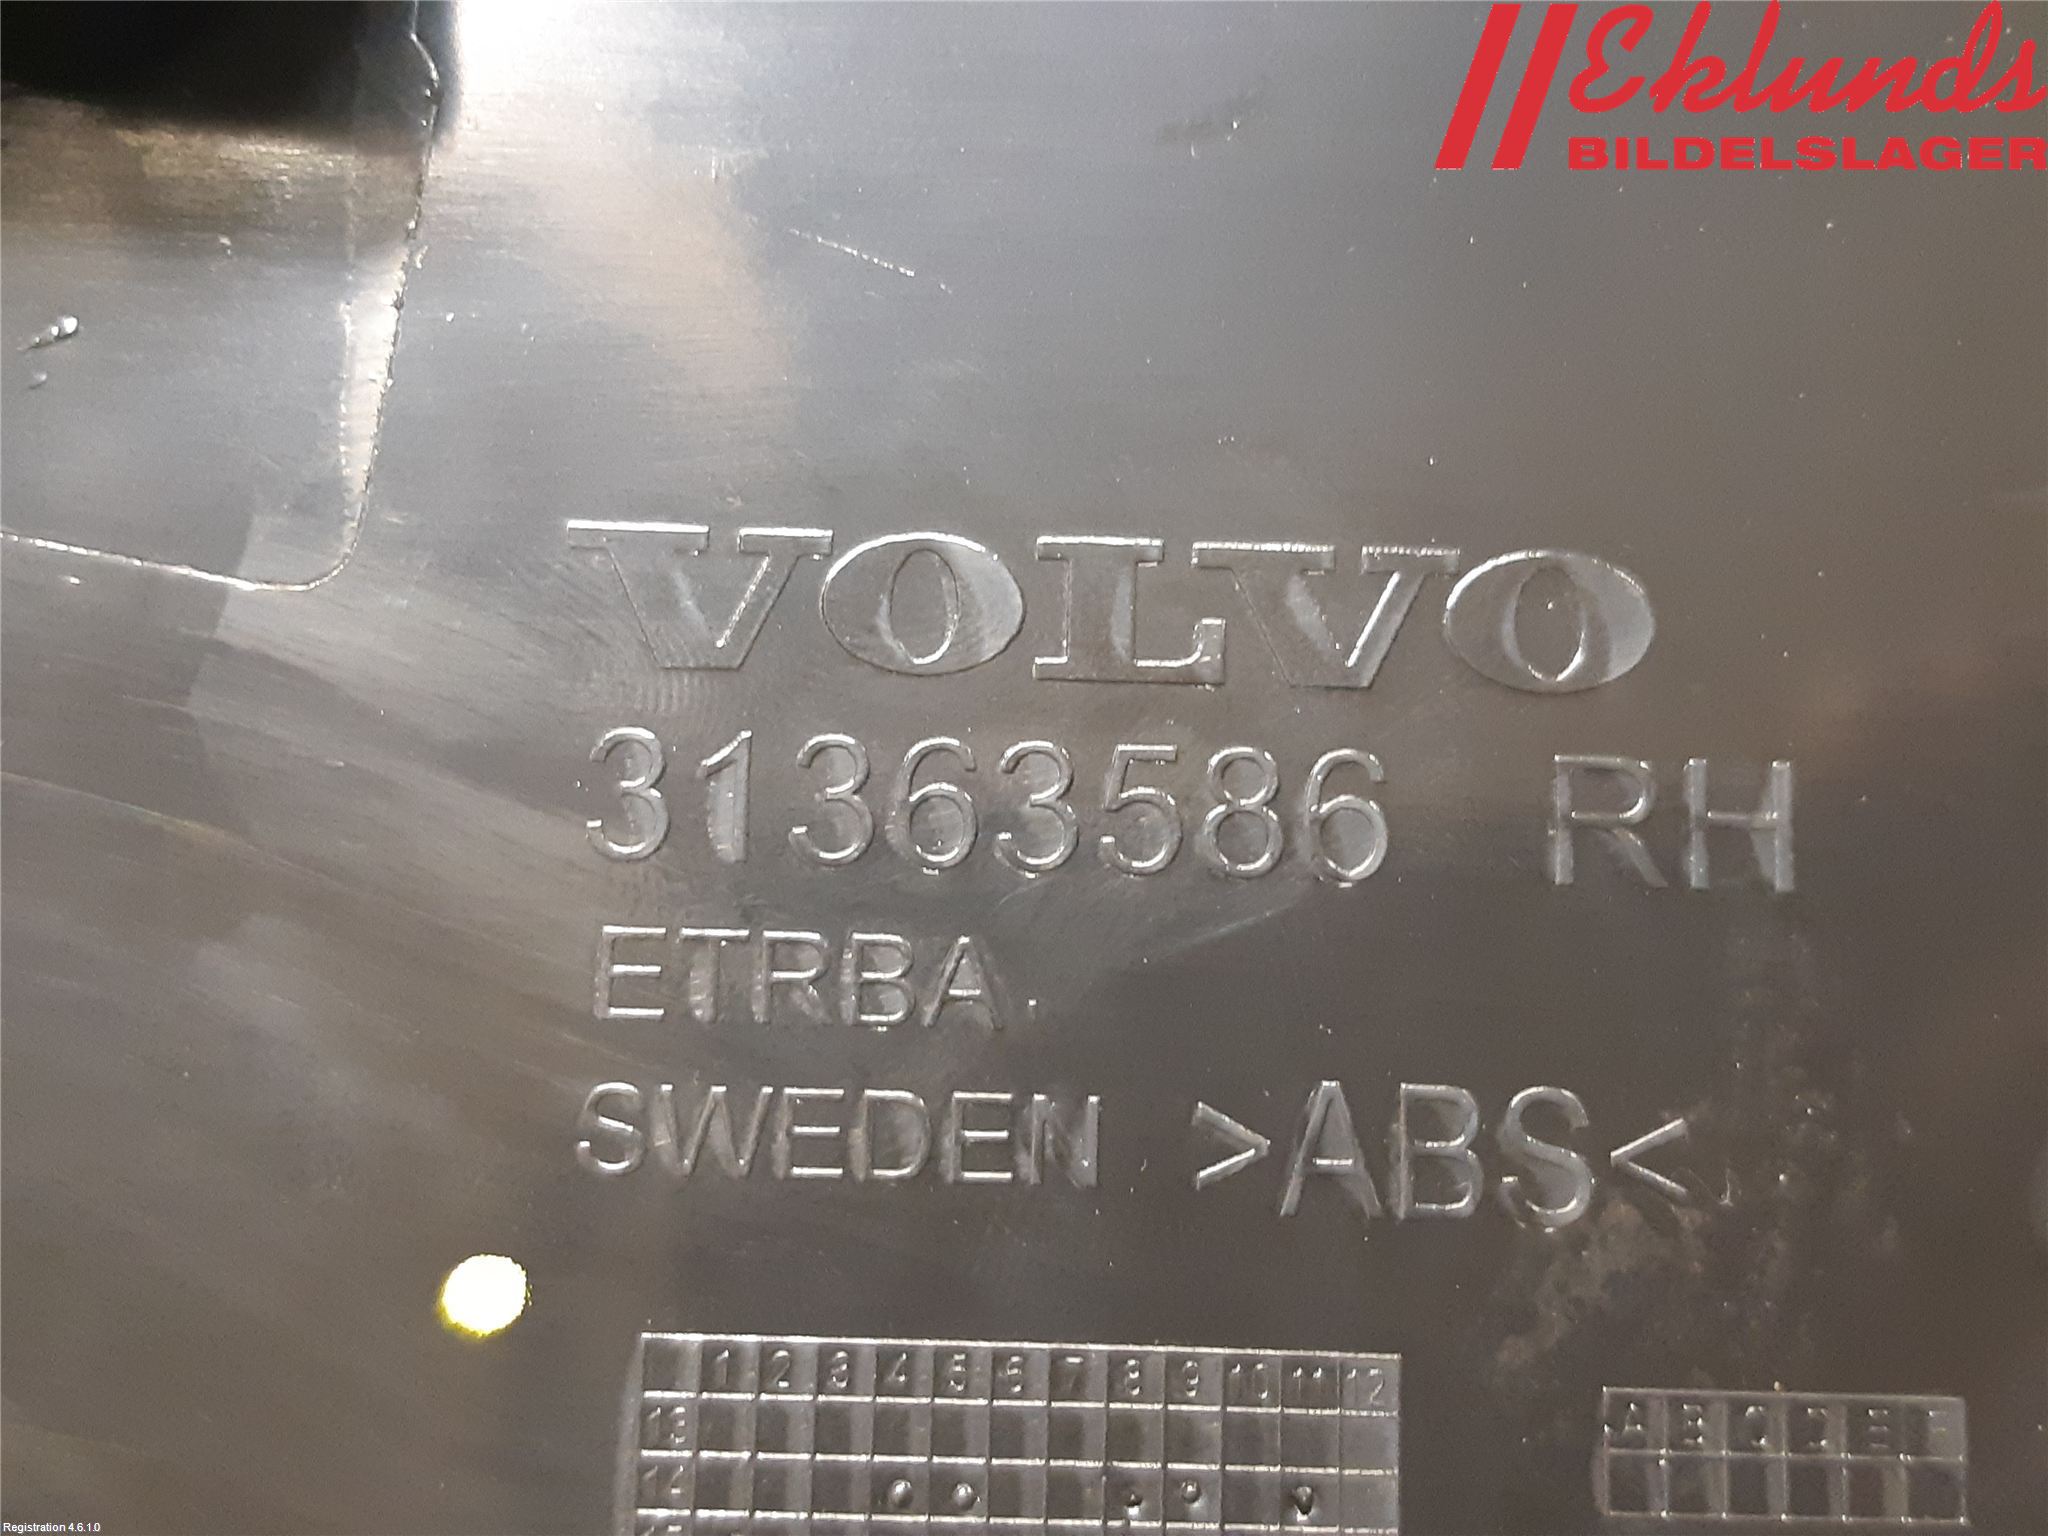 Eklunds
BILDELSLAGER
VOLVO
31363586 RH
ETRBA
SWEDEN >ABS<
1 2 3 4 5 6 7 8 9 10 11 12
A B C D E F
13
14
15
Registration 4.6.1.0